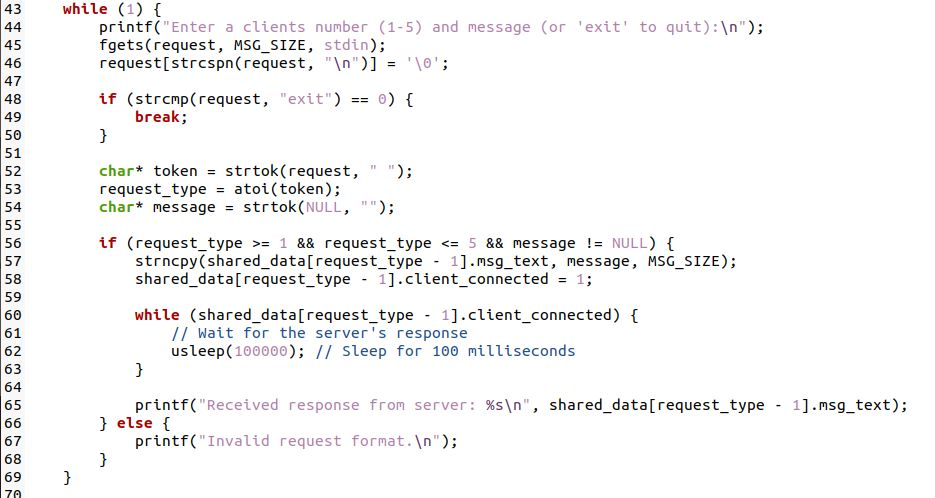 43    while (1) {
44        printf("Enter a clients number (1-5) and message (or 'exit' to quit):\n");
45        fgets(request, MSG_SIZE, stdin);
46        request[strcspn(request, "\n")] = '\0';
47
48        if (strcmp(request, "exit") == 0) {
49            break;
50        }
51
52        char* token = strtok(request, " ");
53        request_type = atoi(token);
54        char* message = strtok(NULL, "");
55
56        if (request_type >= 1 && request_type <= 5 && message != NULL) {
57            strncpy(shared_data[request_type - 1].msg_text, message, MSG_SIZE);
58            shared_data[request_type - 1].client_connected = 1;
59
60            while (shared_data[request_type - 1].client_connected) {
61                // Wait for the server's response
62                usleep(100000); // Sleep for 100 milliseconds
63            }
64
65            printf("Received response from server: %s\n", shared_data[request_type - 1].msg_text);
66        } else {
67            printf("Invalid request format.\n");
68        }
69    }
70